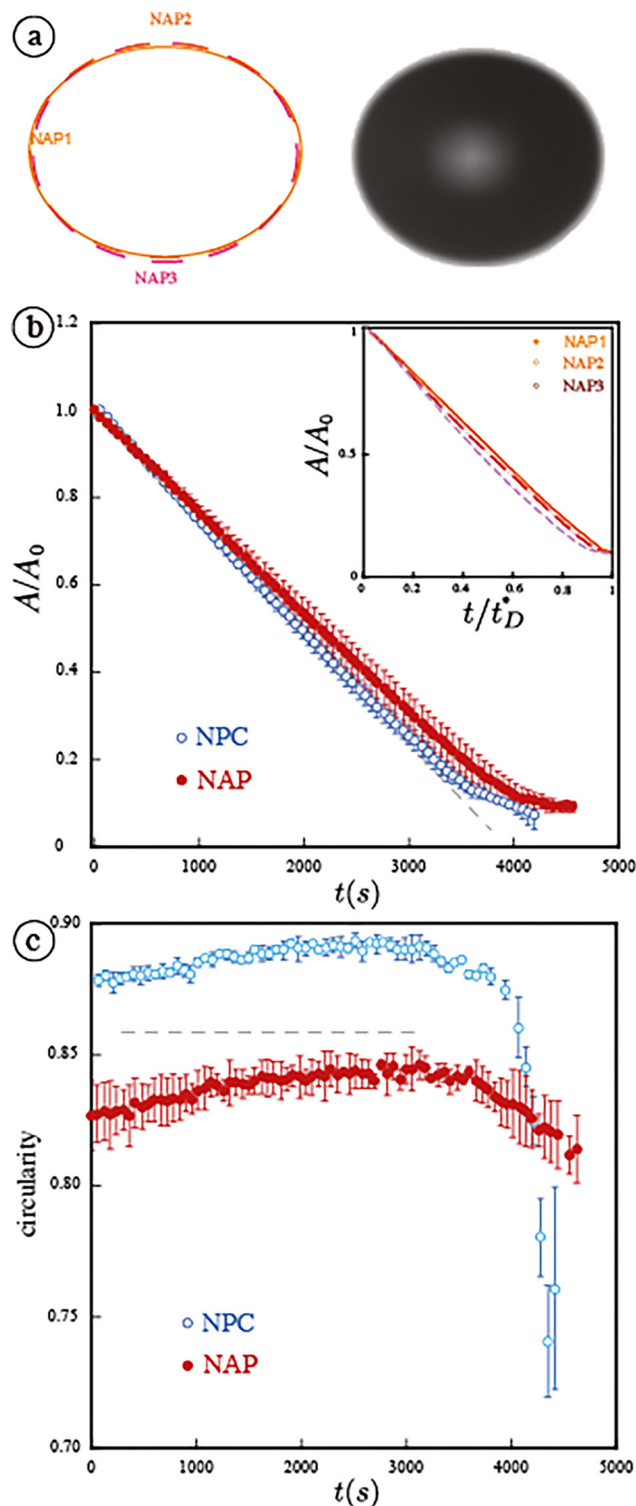 a
NAP2
NAP1
NAP3
b
1.2
1.0
0.8
0.6
0.4
0.2
0
A/A₀
0
1000
2000
3000
4000
5000
t(s)
NPC
NAP
1
0.5
0
A/A₀
0
0.2
0.4
0.6
0.8
1
t/t*D
NAP1
NAP2
NAP3
c
0.90
0.85
0.80
0.75
0.70
circularity
NPC
NAP
0
1000
2000
3000
4000
5000
t(s)